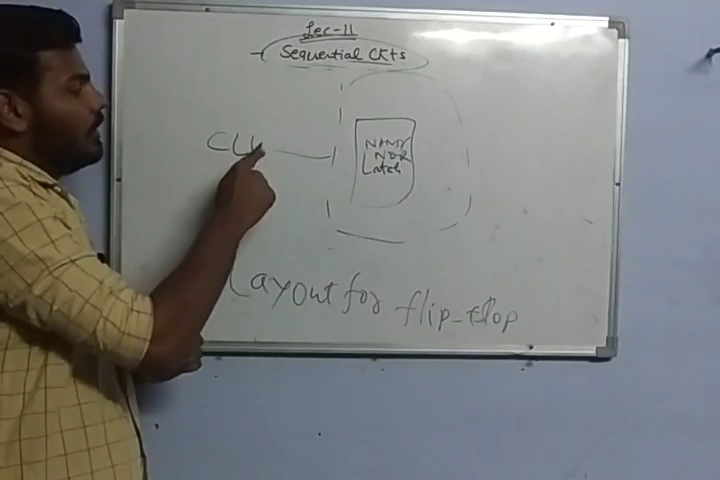 Lec-11
Sequential CKts
CLK
NAND/
NOR
Latch
Layout for flip-flop